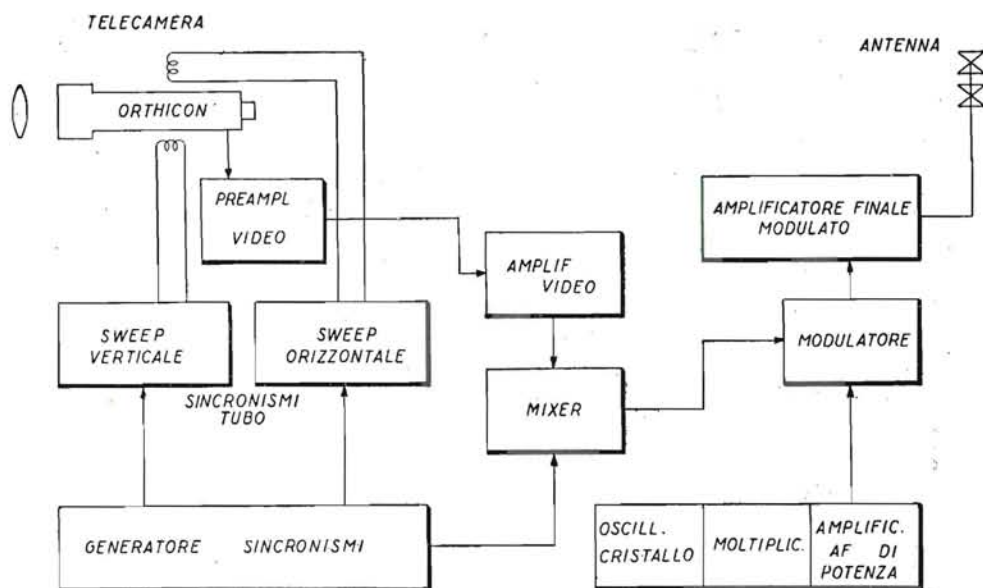 TELECAMERA
ANTENNA
ORTHICON
PREAMPL
VIDEO
AMPLIFICATORE FINALE
MODULATO
AMPLIF
VIDEO
SWEEP
VERTICALE
SWEEP
ORIZZONTALE
MODULATORE
SINCRONISMI
TUBO
MIXER
GENERATORE SINCRONISMI
OSCILL.
CRISTALLO
MOLTIPLIC.
AMPLIFIC.
AF DI
POTENZA